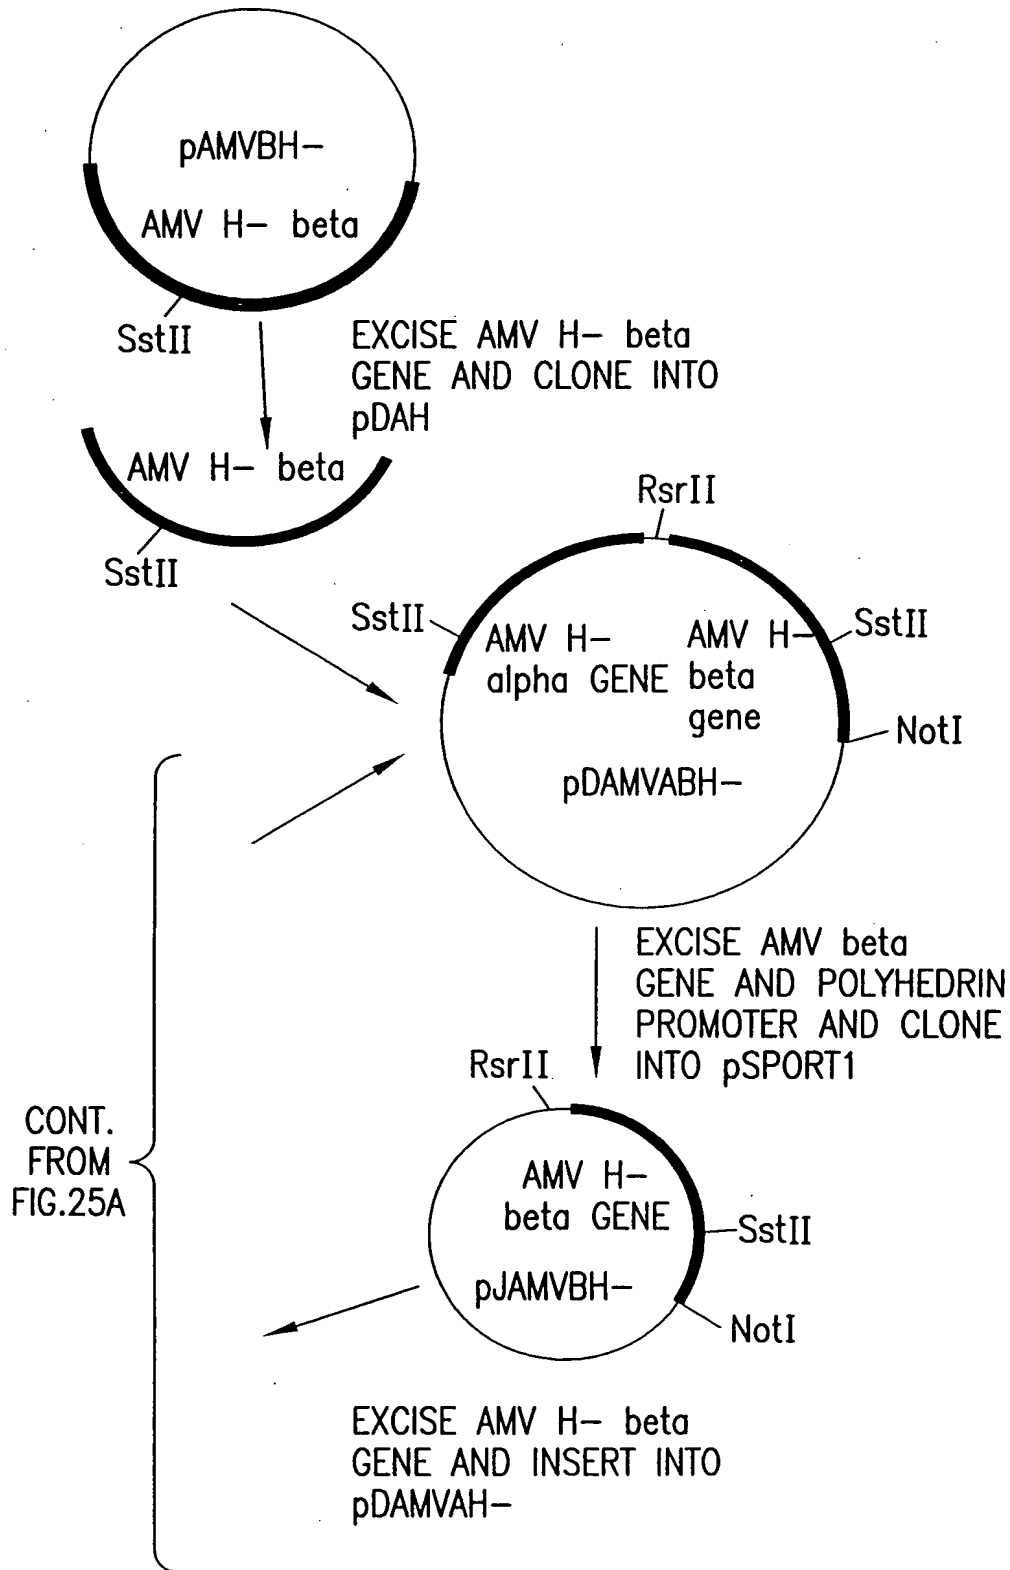 pAMVBH-
AMV H- beta
SstII
EXCISE AMV H- beta
GENE AND CLONE INTO
pDAH
AMV H- beta
SstII
RsrII
SstII
AMV H-
alpha GENE
AMV H-
beta
gene
SstII
NotI
pDAMVABH-
EXCISE AMV beta
GENE AND POLYHEDRIN
PROMOTER AND CLONE
INTO pSPORT1
RsrII
CONT.
FROM
FIG.25A
AMV H-
beta GENE
SstII
pJAMVBH-
NotI
EXCISE AMV H- beta
GENE AND INSERT INTO
pDAMVAH-